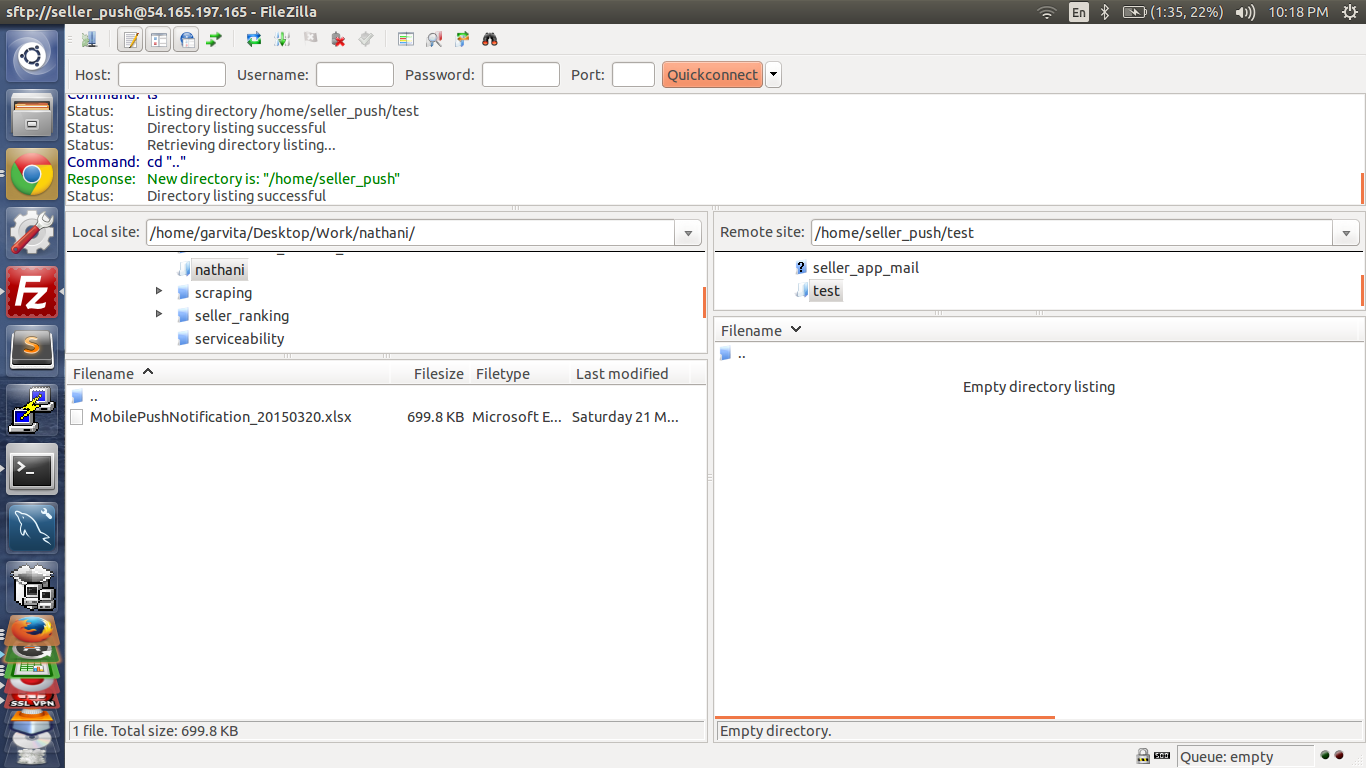 sftp://seller_push@54.165.197.165 - FileZilla
En
(1:35, 22%)
10:18 PM
Host:
Username:
Password:
Port:
Quickconnect
Command: ls
Status: Listing directory /home/seller_push/test
Status: Directory listing successful
Status: Retrieving directory listing...
Command: cd ".."
Response: New directory is: "/home/seller_push"
Status: Directory listing successful
Local site: /home/garvita/Desktop/Work/nathani/
nathani
scraping
seller_ranking
serviceability
Filename Filesize Filetype Last modified
..
MobilePushNotification_20150320.xlsx 699.8 KB Microsoft E... Saturday 21 M...
1 file. Total size: 699.8 KB
Remote site: /home/seller_push/test
seller_app_mail
test
Filename
..
Empty directory listing
Empty directory.
Queue: empty
Fz
S
>_
SSL VPN